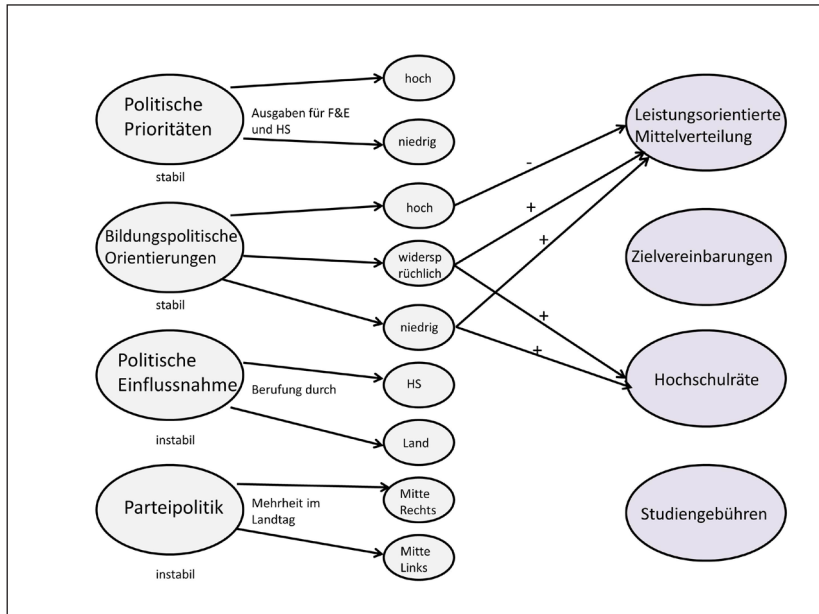 Politische
Prioritäten
stabil
Ausgaben für F&E
und HS
hoch
niedrig
Bildungspolitische
Orientierungen
stabil
hoch
widersp
rüchlich
niedrig
Politische
Einflussnahme
instabil
Berufung durch
HS
Land
Parteipolitik
instabil
Mehrheit im
Landtag
Mitte
Rechts
Mitte
Links
-
+
+
+
+
Leistungsorientierte
Mittelverteilung
Zielvereinbarungen
Hochschulräte
Studiengebühren